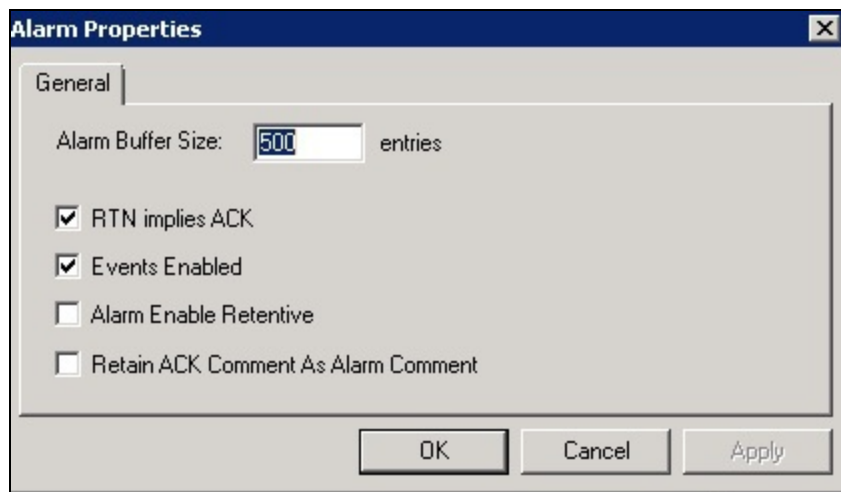 Alarm Properties
General
Alarm Buffer Size: 500 entries
RTN implies ACK
Events Enabled
Alarm Enable Retentive
Retain ACK Comment As Alarm Comment
OK Cancel Apply